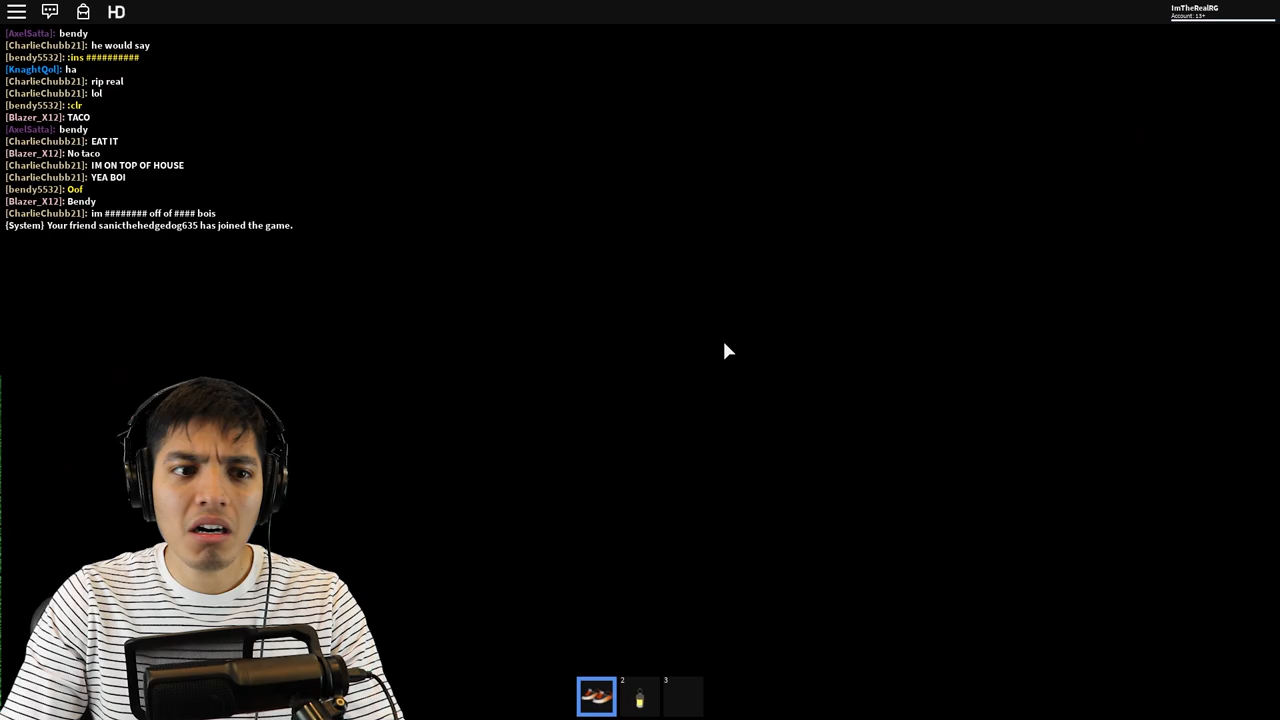 HD
ImTheRealRG
Account: 13+
[AxelSatta]: bendy
[CharlieChubb21]: he would say
[bendy5532]: :ins ##########
[KnaghtQol]: ha
[CharlieChubb21]: rip real
[CharlieChubb21]: lol
[bendy5532]: :clr
[Blazer_X12]: TACO
[AxelSatta]: bendy
[CharlieChubb21]: EAT IT
[Blazer_X12]: No taco
[CharlieChubb21]: IM ON TOP OF HOUSE
[CharlieChubb21]: YEA BOI
[bendy5532]: Oof
[Blazer_X12]: Bendy
[CharlieChubb21]: im ######## off of #### bois
{System} Your friend sanicthehedgedog635 has joined the game.
2
3